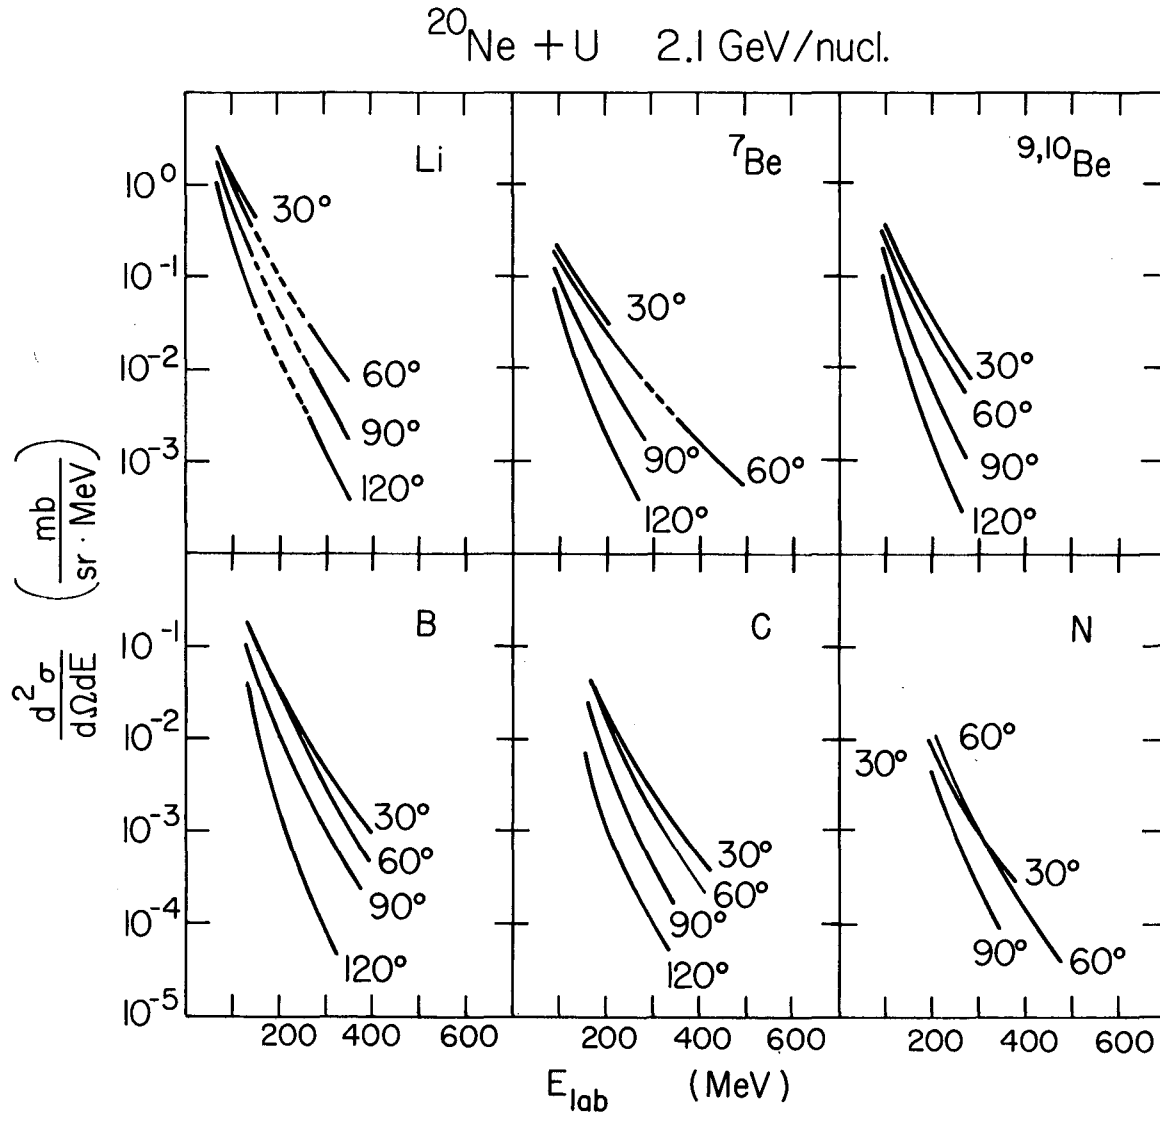 ²⁰Ne + U 2.1 GeV/nucl.
Li
30°
60°
90°
120°
⁷Be
30°
90°
60°
120°
⁹,¹⁰Be
30°
60°
90°
120°
10⁰
10⁻¹
10⁻²
10⁻³
d²σ/dΩdE (mb/sr · MeV)
B
30°
60°
90°
120°
C
30°
60°
90°
120°
N
60°
30°
30°
90°
60°
10⁻¹
10⁻²
10⁻³
10⁻⁴
10⁻⁵
200 400 600
200 400 600
200 400 600
E_lab (MeV)